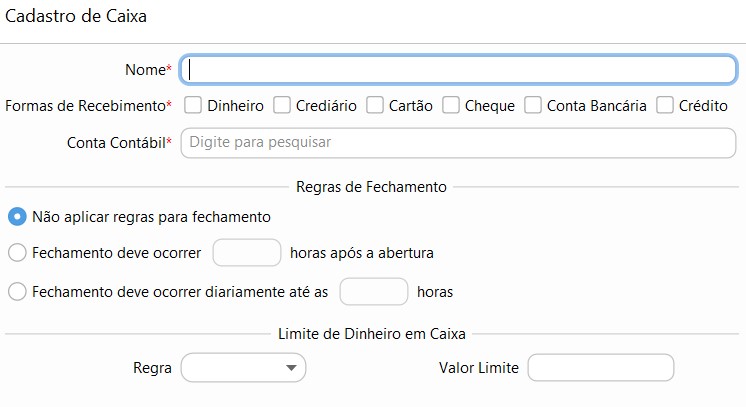 Cadastro de Caixa
Nome*
Formas de Recebimento* Dinheiro Crediário Cartão Cheque Conta Bancária Crédito
Conta Contábil* Digite para pesquisar
Regras de Fechamento
Não aplicar regras para fechamento
Fechamento deve ocorrer horas após a abertura
Fechamento deve ocorrer diariamente até as horas
Limite de Dinheiro em Caixa
Regra Valor Limite